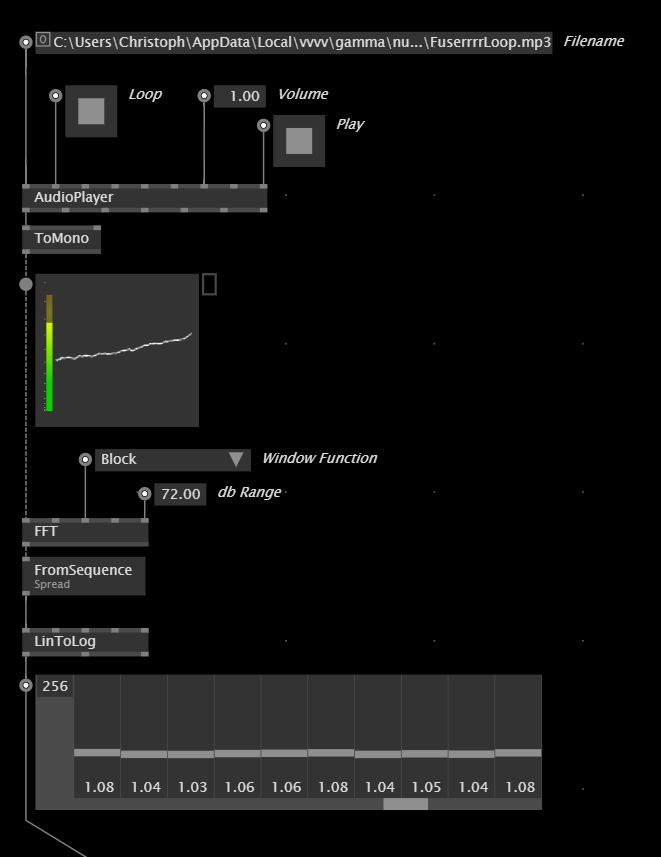 0 C:\Users\Christoph\AppData\Local\vvvv\gamma\nu...\FuserrrrLoop.mp3 Filename
Loop
1.00 Volume
Play
AudioPlayer
ToMono
Block Window Function
72.00 db Range
FFT
FromSequence
Spread
LinToLog
256
1.08 1.04 1.03 1.06 1.06 1.08 1.04 1.05 1.04 1.08